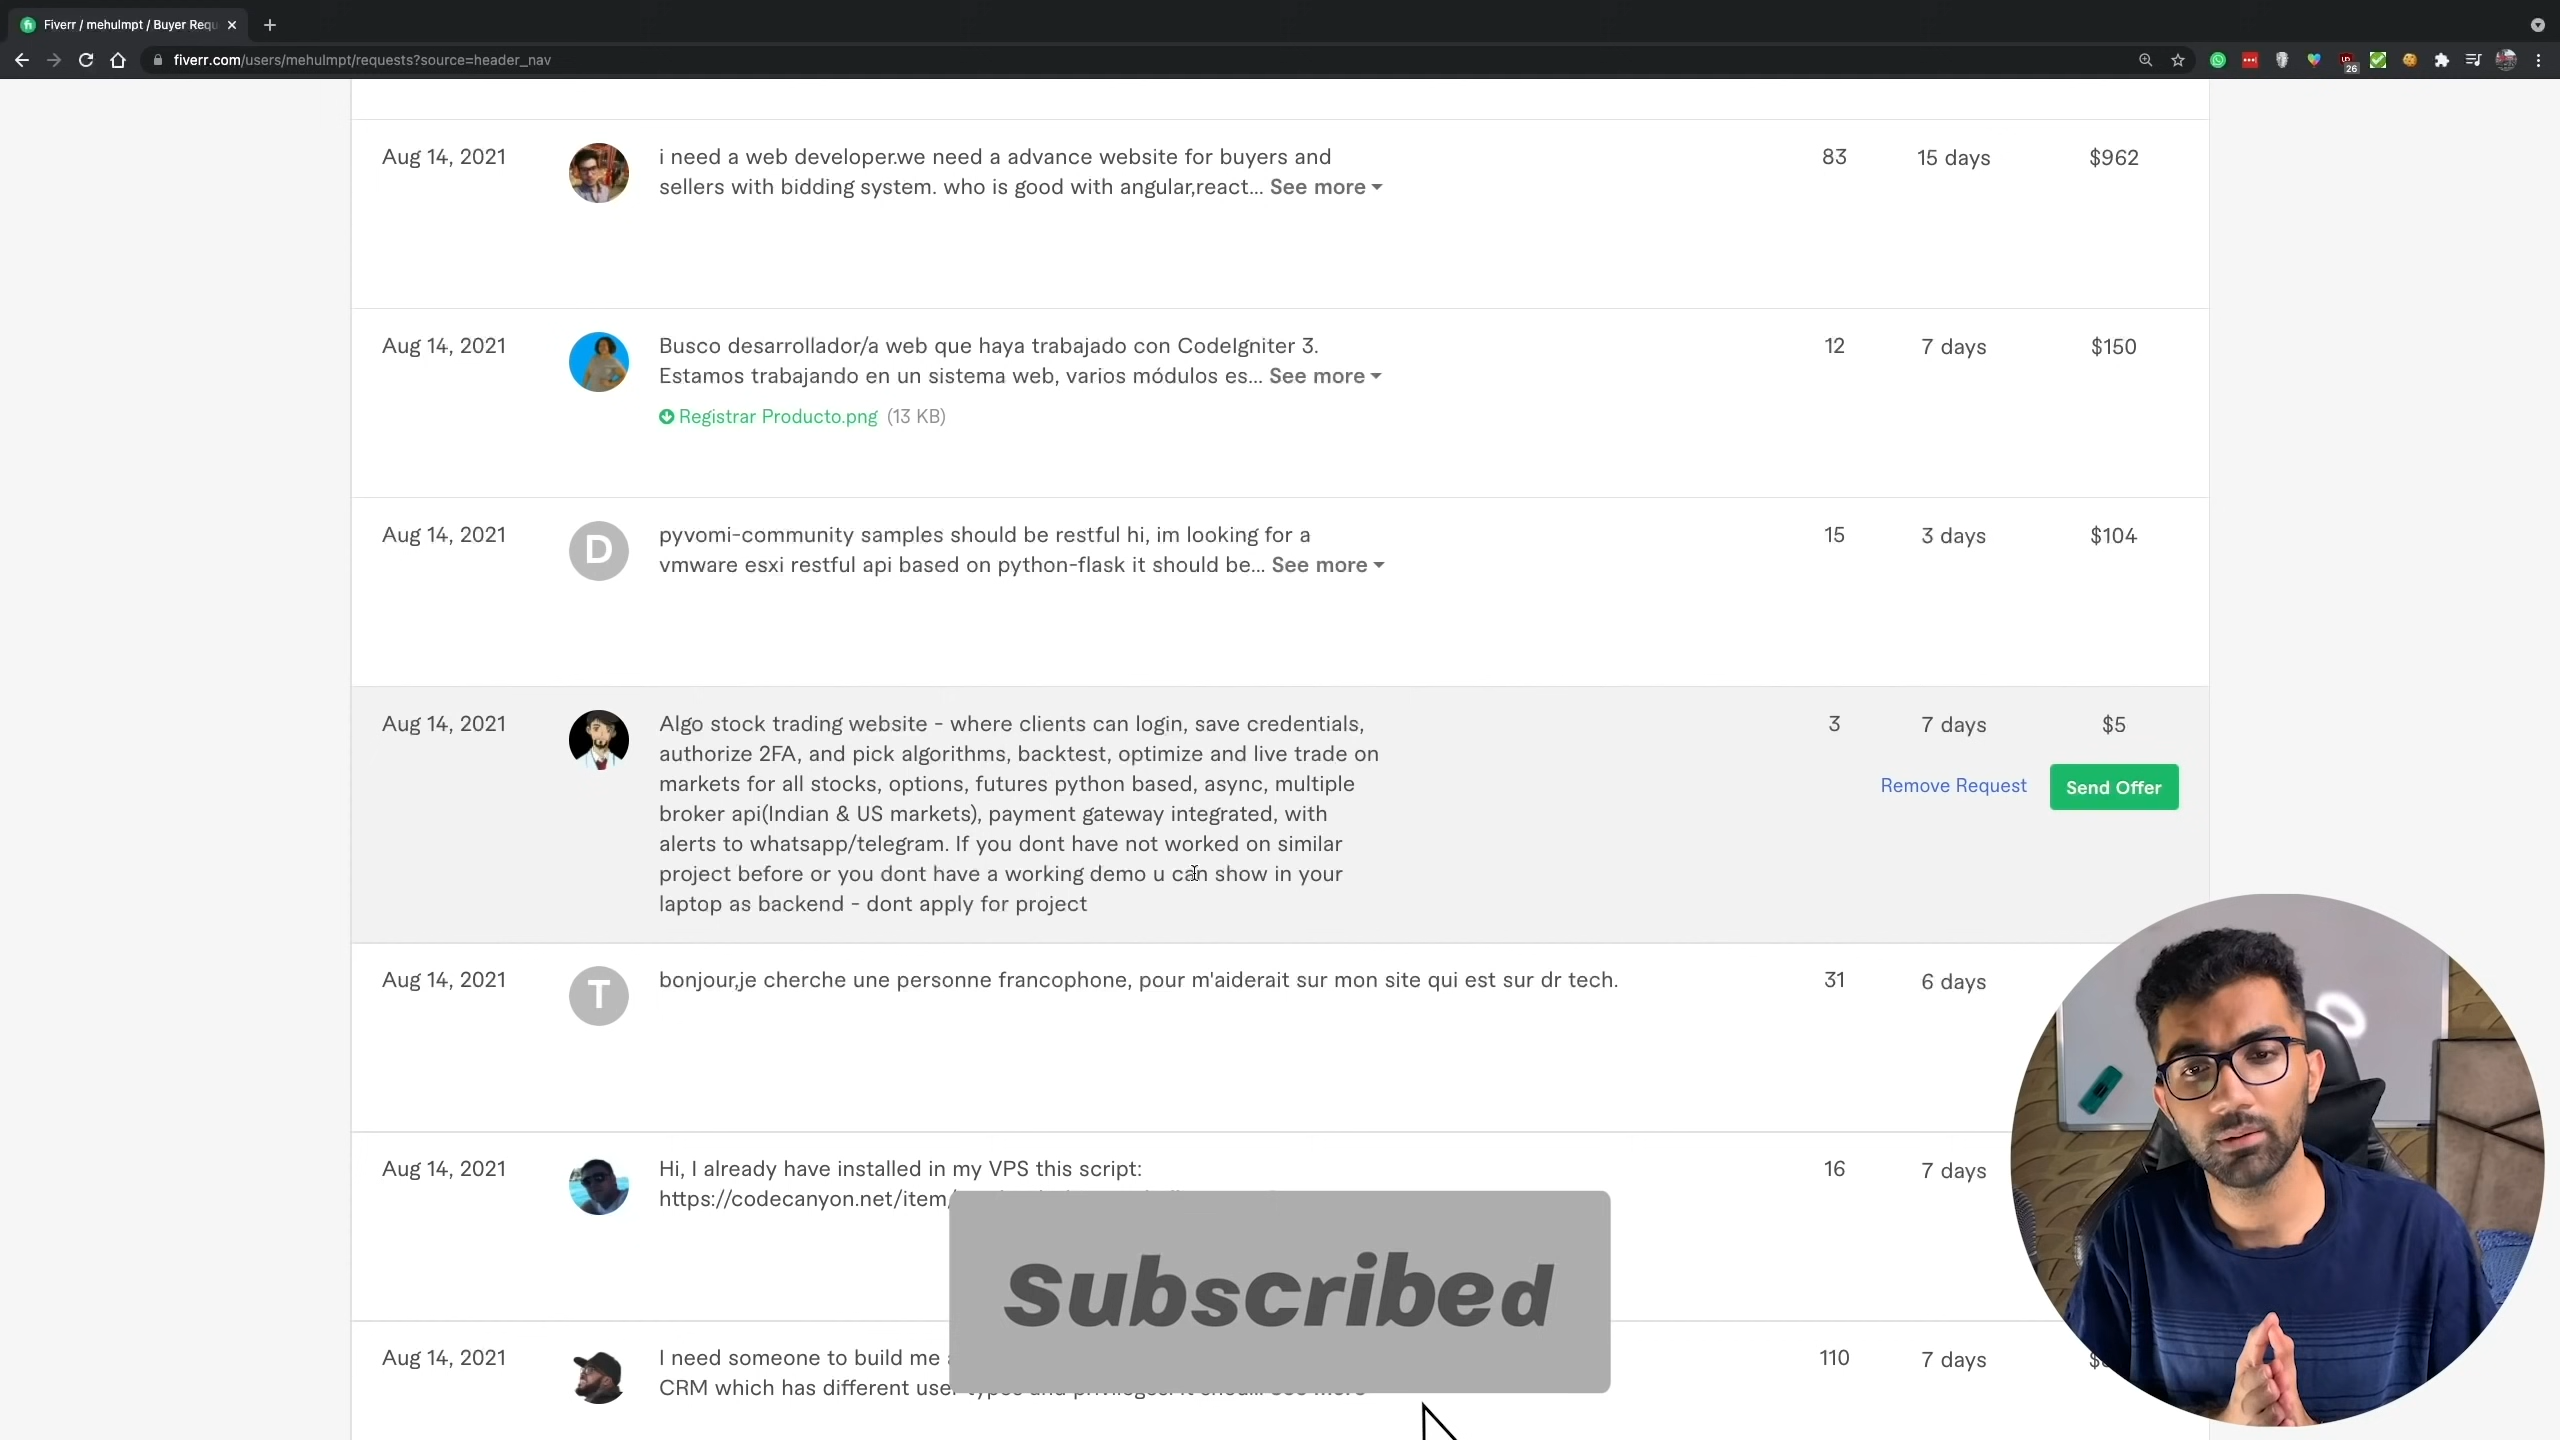 Fiverr / mehulmpt / Buyer Requ
fiverr.com/users/mehulmpt/requests?source=header_nav
26
Aug 14, 2021
i need a web developer.we need a advance website for buyers and
sellers with bidding system. who is good with angular,react... See more
83
15 days
$962
Aug 14, 2021
Busco desarrollador/a web que haya trabajado con CodeIgniter 3.
Estamos trabajando en un sistema web, varios módulos es... See more
Registrar Producto.png (13 KB)
12
7 days
$150
Aug 14, 2021
D
pyvomi-community samples should be restful hi, im looking for a
vmware esxi restful api based on python-flask it should be... See more
15
3 days
$104
Aug 14, 2021
Algo stock trading website - where clients can login, save credentials,
authorize 2FA, and pick algorithms, backtest, optimize and live trade on
markets for all stocks, options, futures python based, async, multiple
broker api(Indian & US markets), payment gateway integrated, with
alerts to whatsapp/telegram. If you dont have not worked on similar
project before or you dont have a working demo u can show in your
laptop as backend - dont apply for project
3
7 days
$5
Remove Request
Send Offer
Aug 14, 2021
T
bonjour,je cherche une personne francophone, pour m'aiderait sur mon site qui est sur dr tech.
31
6 days
Aug 14, 2021
Hi, I already have installed in my VPS this script:
https://codecanyon.net/item/
16
7 days
Subscribed
Aug 14, 2021
I need someone to build me
CRM which has different
110
7 days